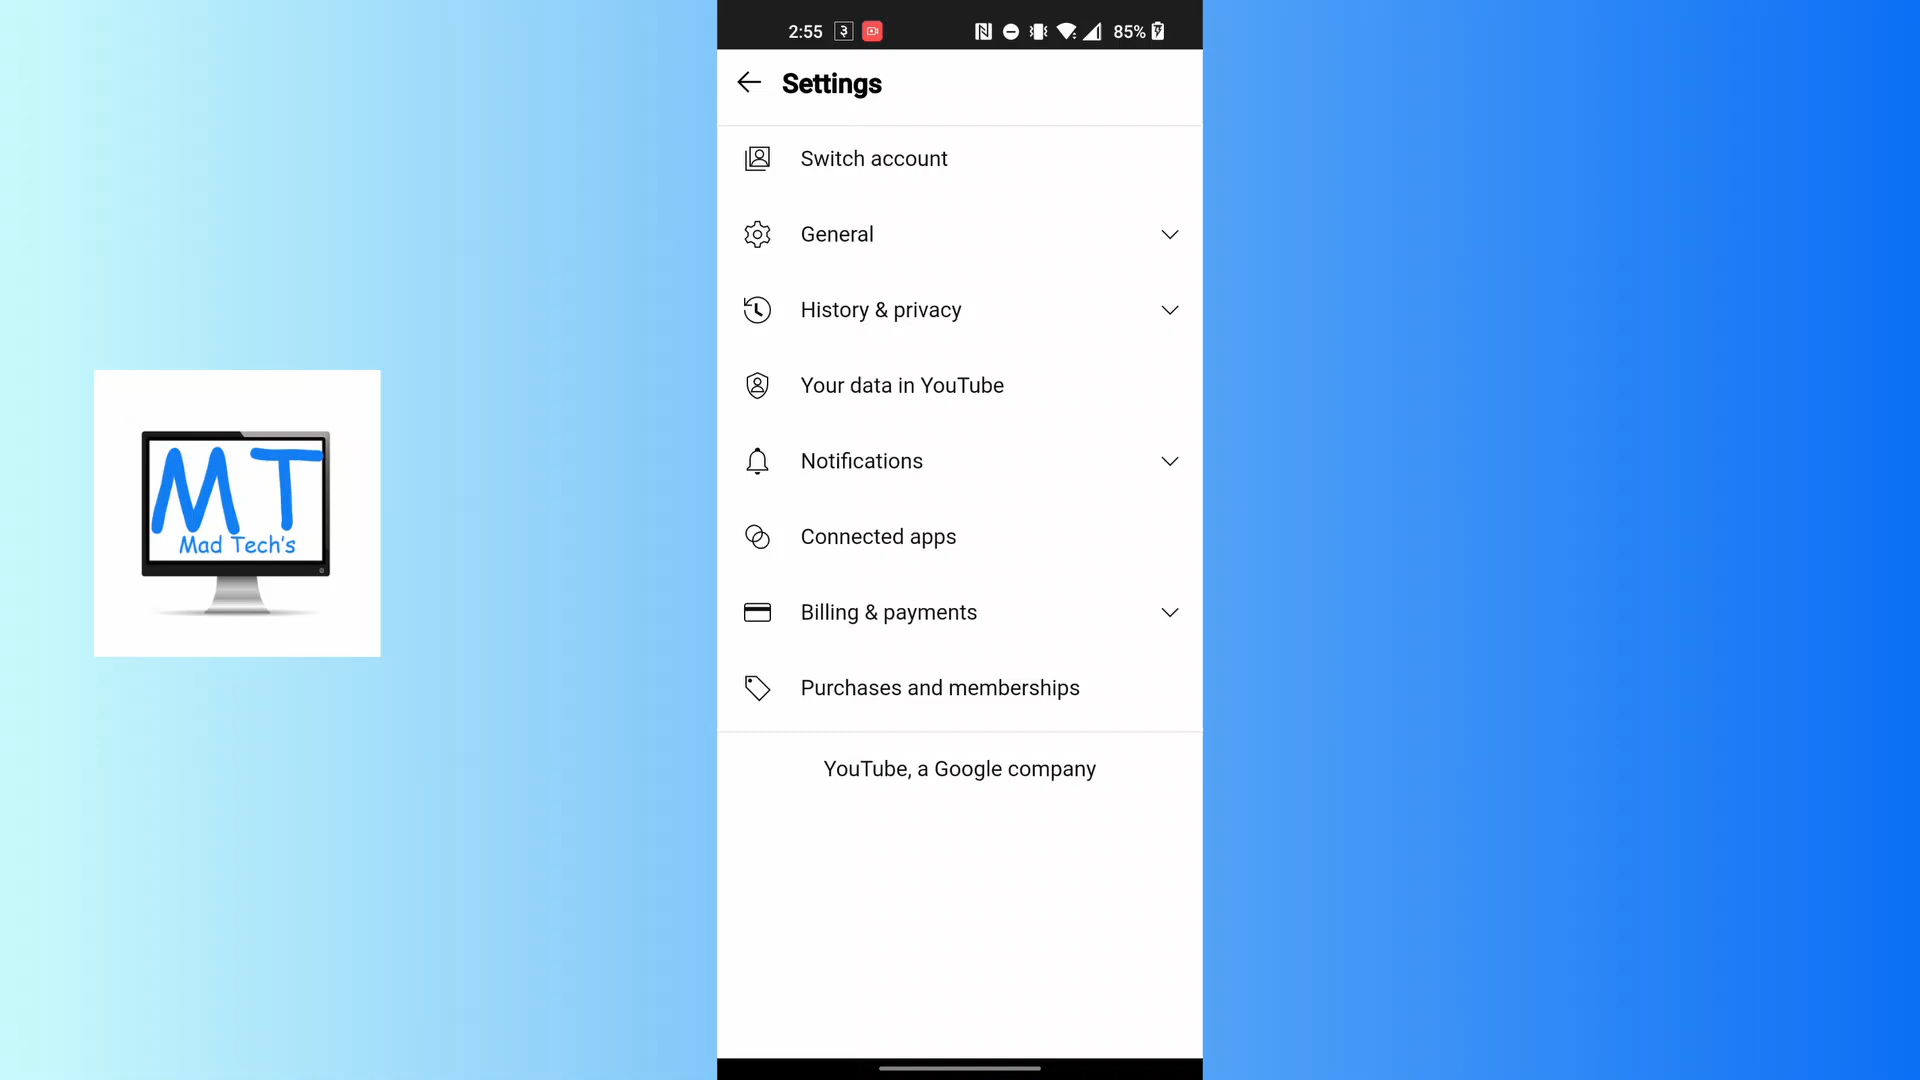 2:55 २ 85%
Settings
Switch account
General
History & privacy
Your data in YouTube
Notifications
Connected apps
Billing & payments
Purchases and memberships
YouTube, a Google company
MT
Mad Tech's